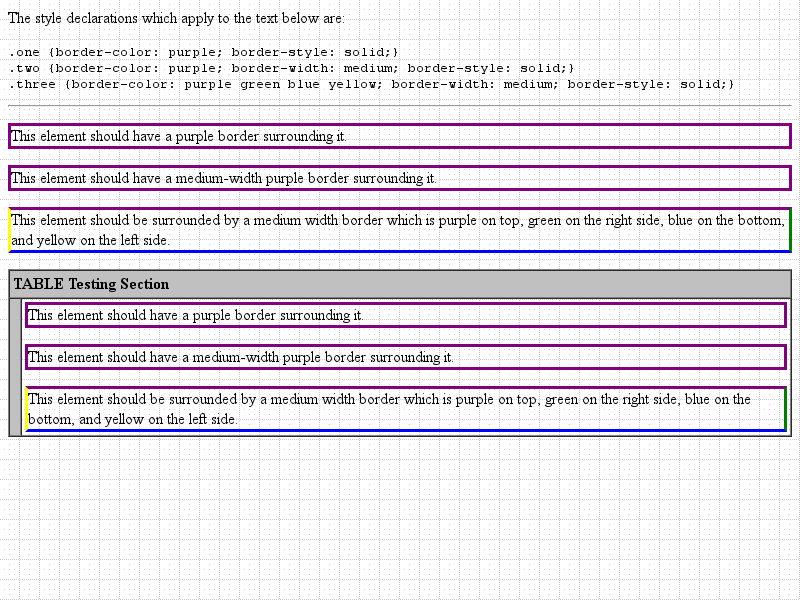 The style declarations which apply to the text below are:
.one {border-color: purple; border-style: solid;}
.two {border-color: purple; border-width: medium; border-style: solid;}
.three {border-color: purple green blue yellow; border-width: medium; border-style: solid;}
This element should have a purple border surrounding it.
This element should have a medium-width purple border surrounding it.
This element should be surrounded by a medium width border which is purple on top, green on the right side, blue on the bottom,
and yellow on the left side.
TABLE Testing Section
This element should have a purple border surrounding it.
This element should have a medium-width purple border surrounding it.
This element should be surrounded by a medium width border which is purple on top, green on the right side, blue on the
bottom, and yellow on the left side.